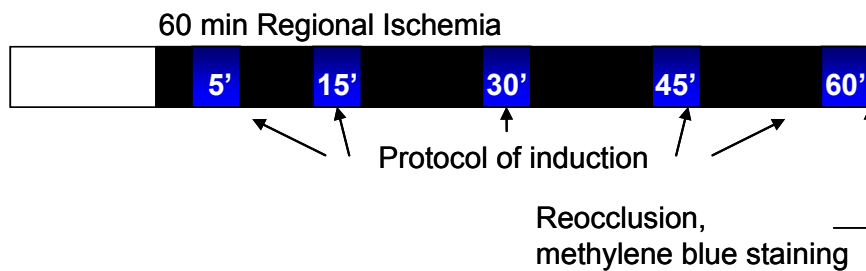 60 min Regional Ischemia
5’ 15’ 30’ 45’ 60’
Protocol of induction
Reocclusion,
methylene blue staining